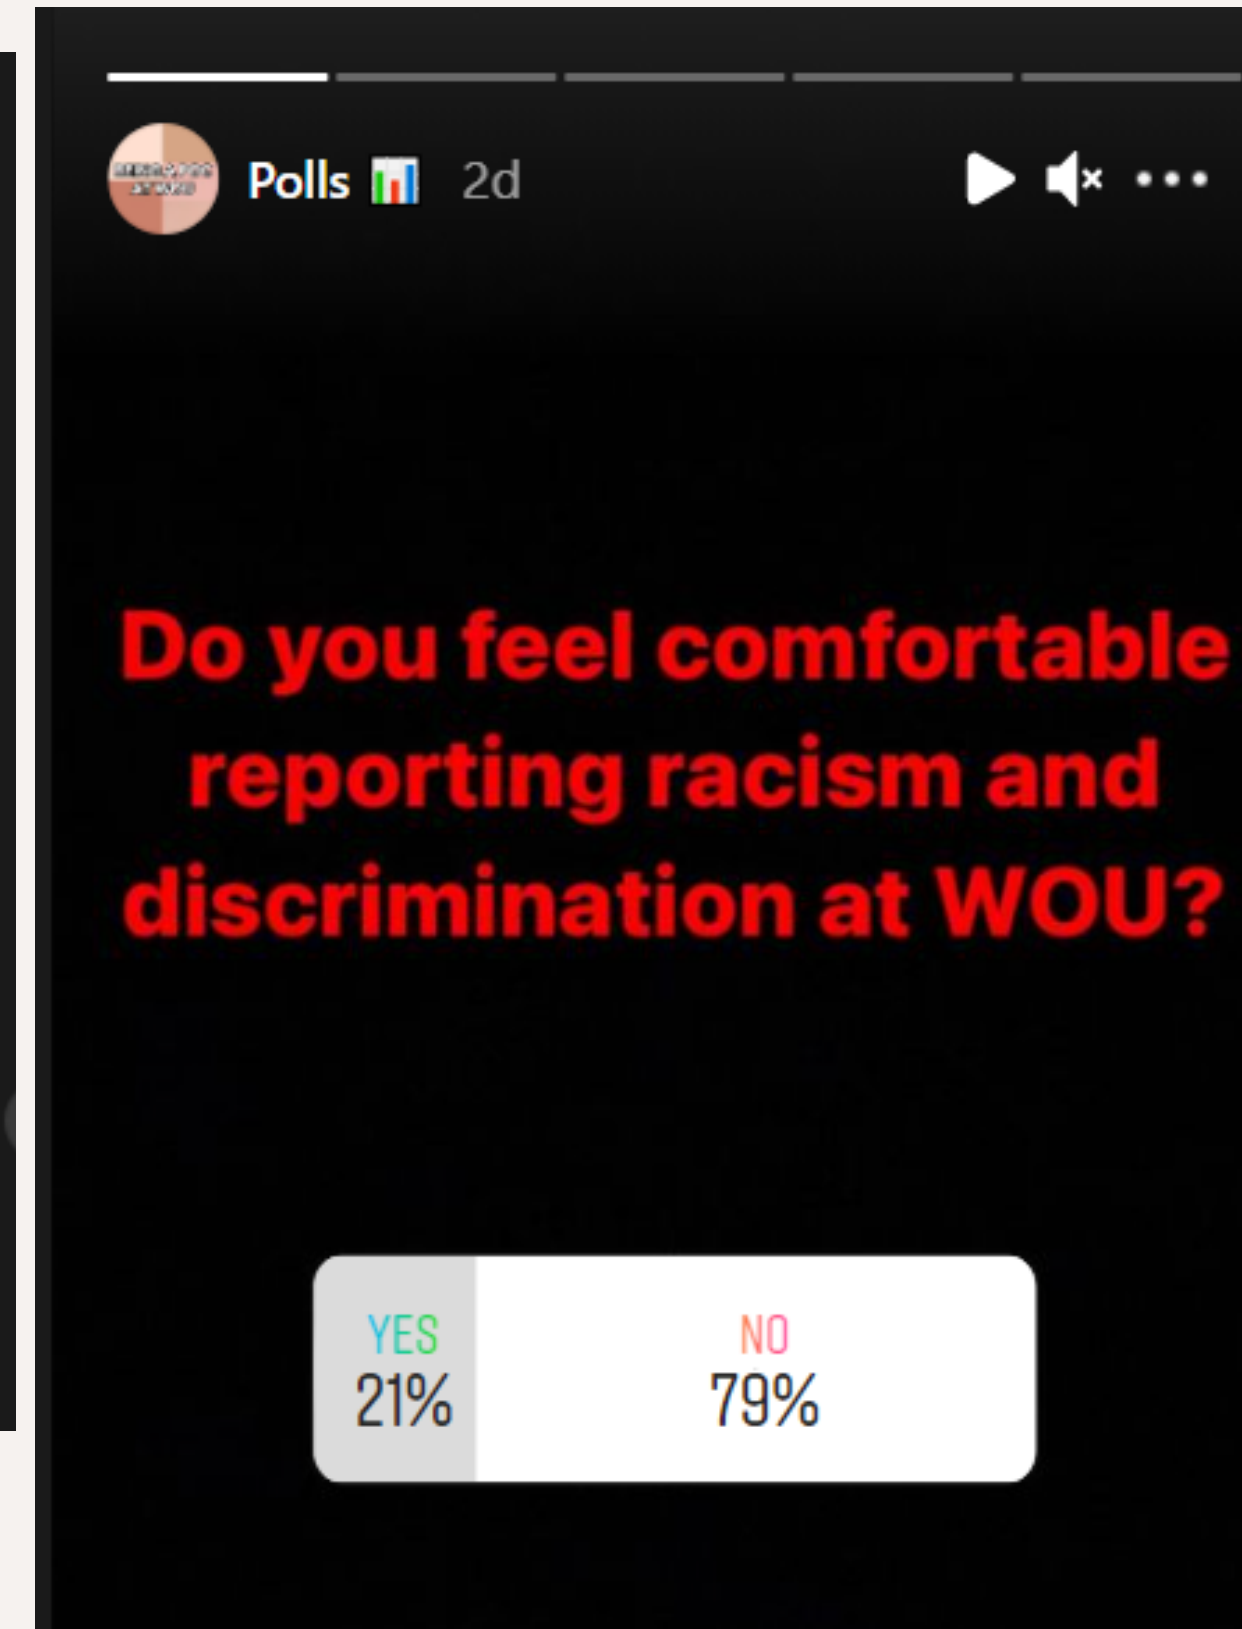 Polls 2d
Do you feel comfortable
reporting racism and
discrimination at WOU?
YES NO
21% 79%